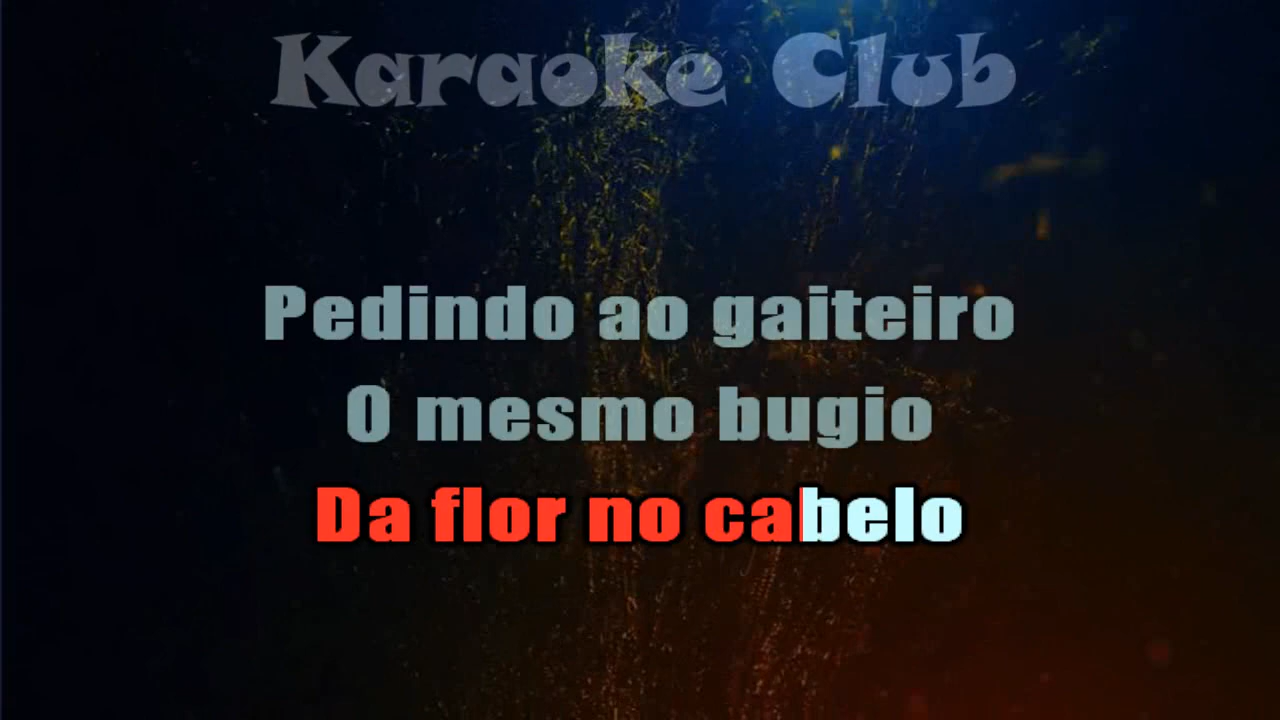 Karaoke Club
Pedindo ao gaiteiro
O mesmo bugio
Da flor no cabelo